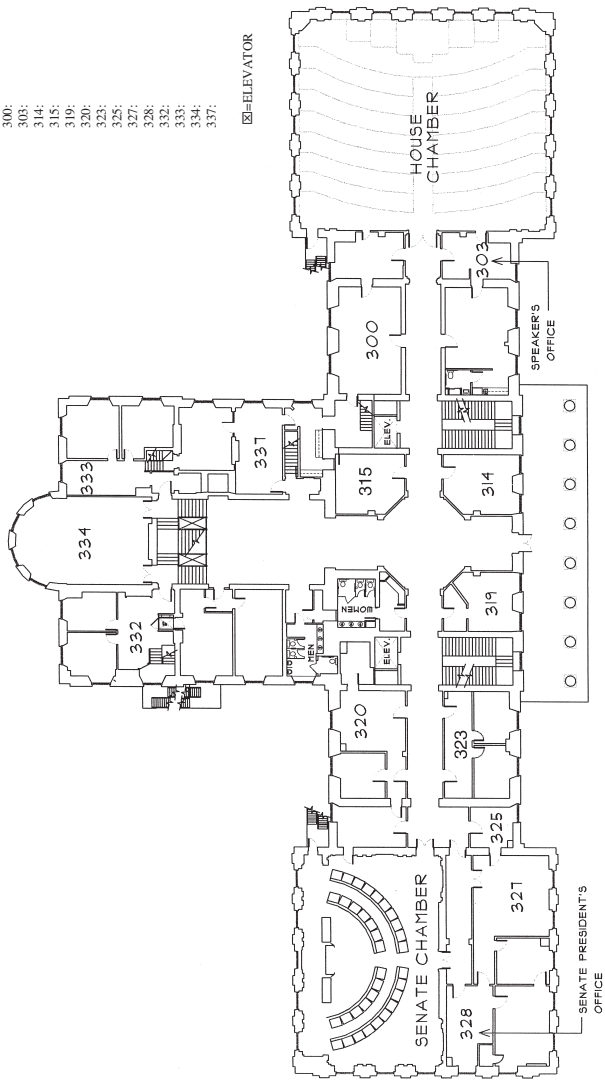 300:
303:
314:
315:
319:
320:
323:
325:
327:
328:
332:
333:
334:
337:
☒=ELEVATOR
HOUSE
CHAMBER
303
SPEAKER'S
OFFICE
300
ELEV.
337
315
314
333
334
332
WOMEN
MEN
ELEV.
319
320
323
325
327
SENATE CHAMBER
328
SENATE PRESIDENT'S
OFFICE